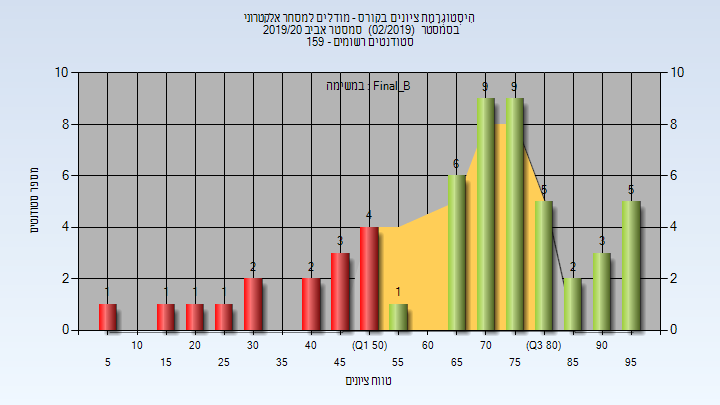 היסטוגרמת ציונים בקורס - מודלים למסחר אלקטרוני
בסמסטר (02/2019) סמסטר אביב 2019/20
סטודנטים רשומים - 159
במשימה : Final_B
10 10
8 8
6 6
4 4
2 2
0 0
מספר סטודנטים
1 1 1 1 2 2 3 4 1 6 9 9 5 2 3 5
10 20 30 40 (Q1 50) 60 70 (Q3 80) 90
5 15 25 35 45 55 65 75 85 95
טווח ציונים